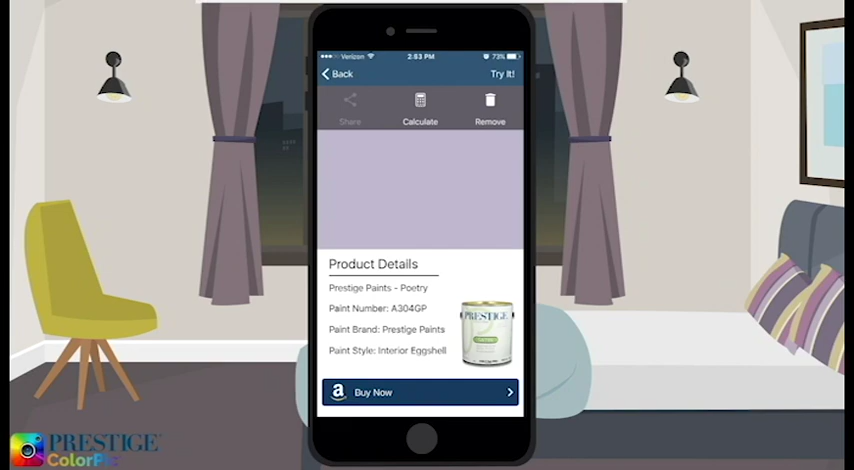 Verizon 2:53 PM 73%
Back Try It!
Share Calculate Remove
Product Details
Prestige Paints - Poetry
Paint Number: A304GP
Paint Brand: Prestige Paints
Paint Style: Interior Eggshell
PRESTIGE
a Buy Now
PRESTIGE
ColorPic